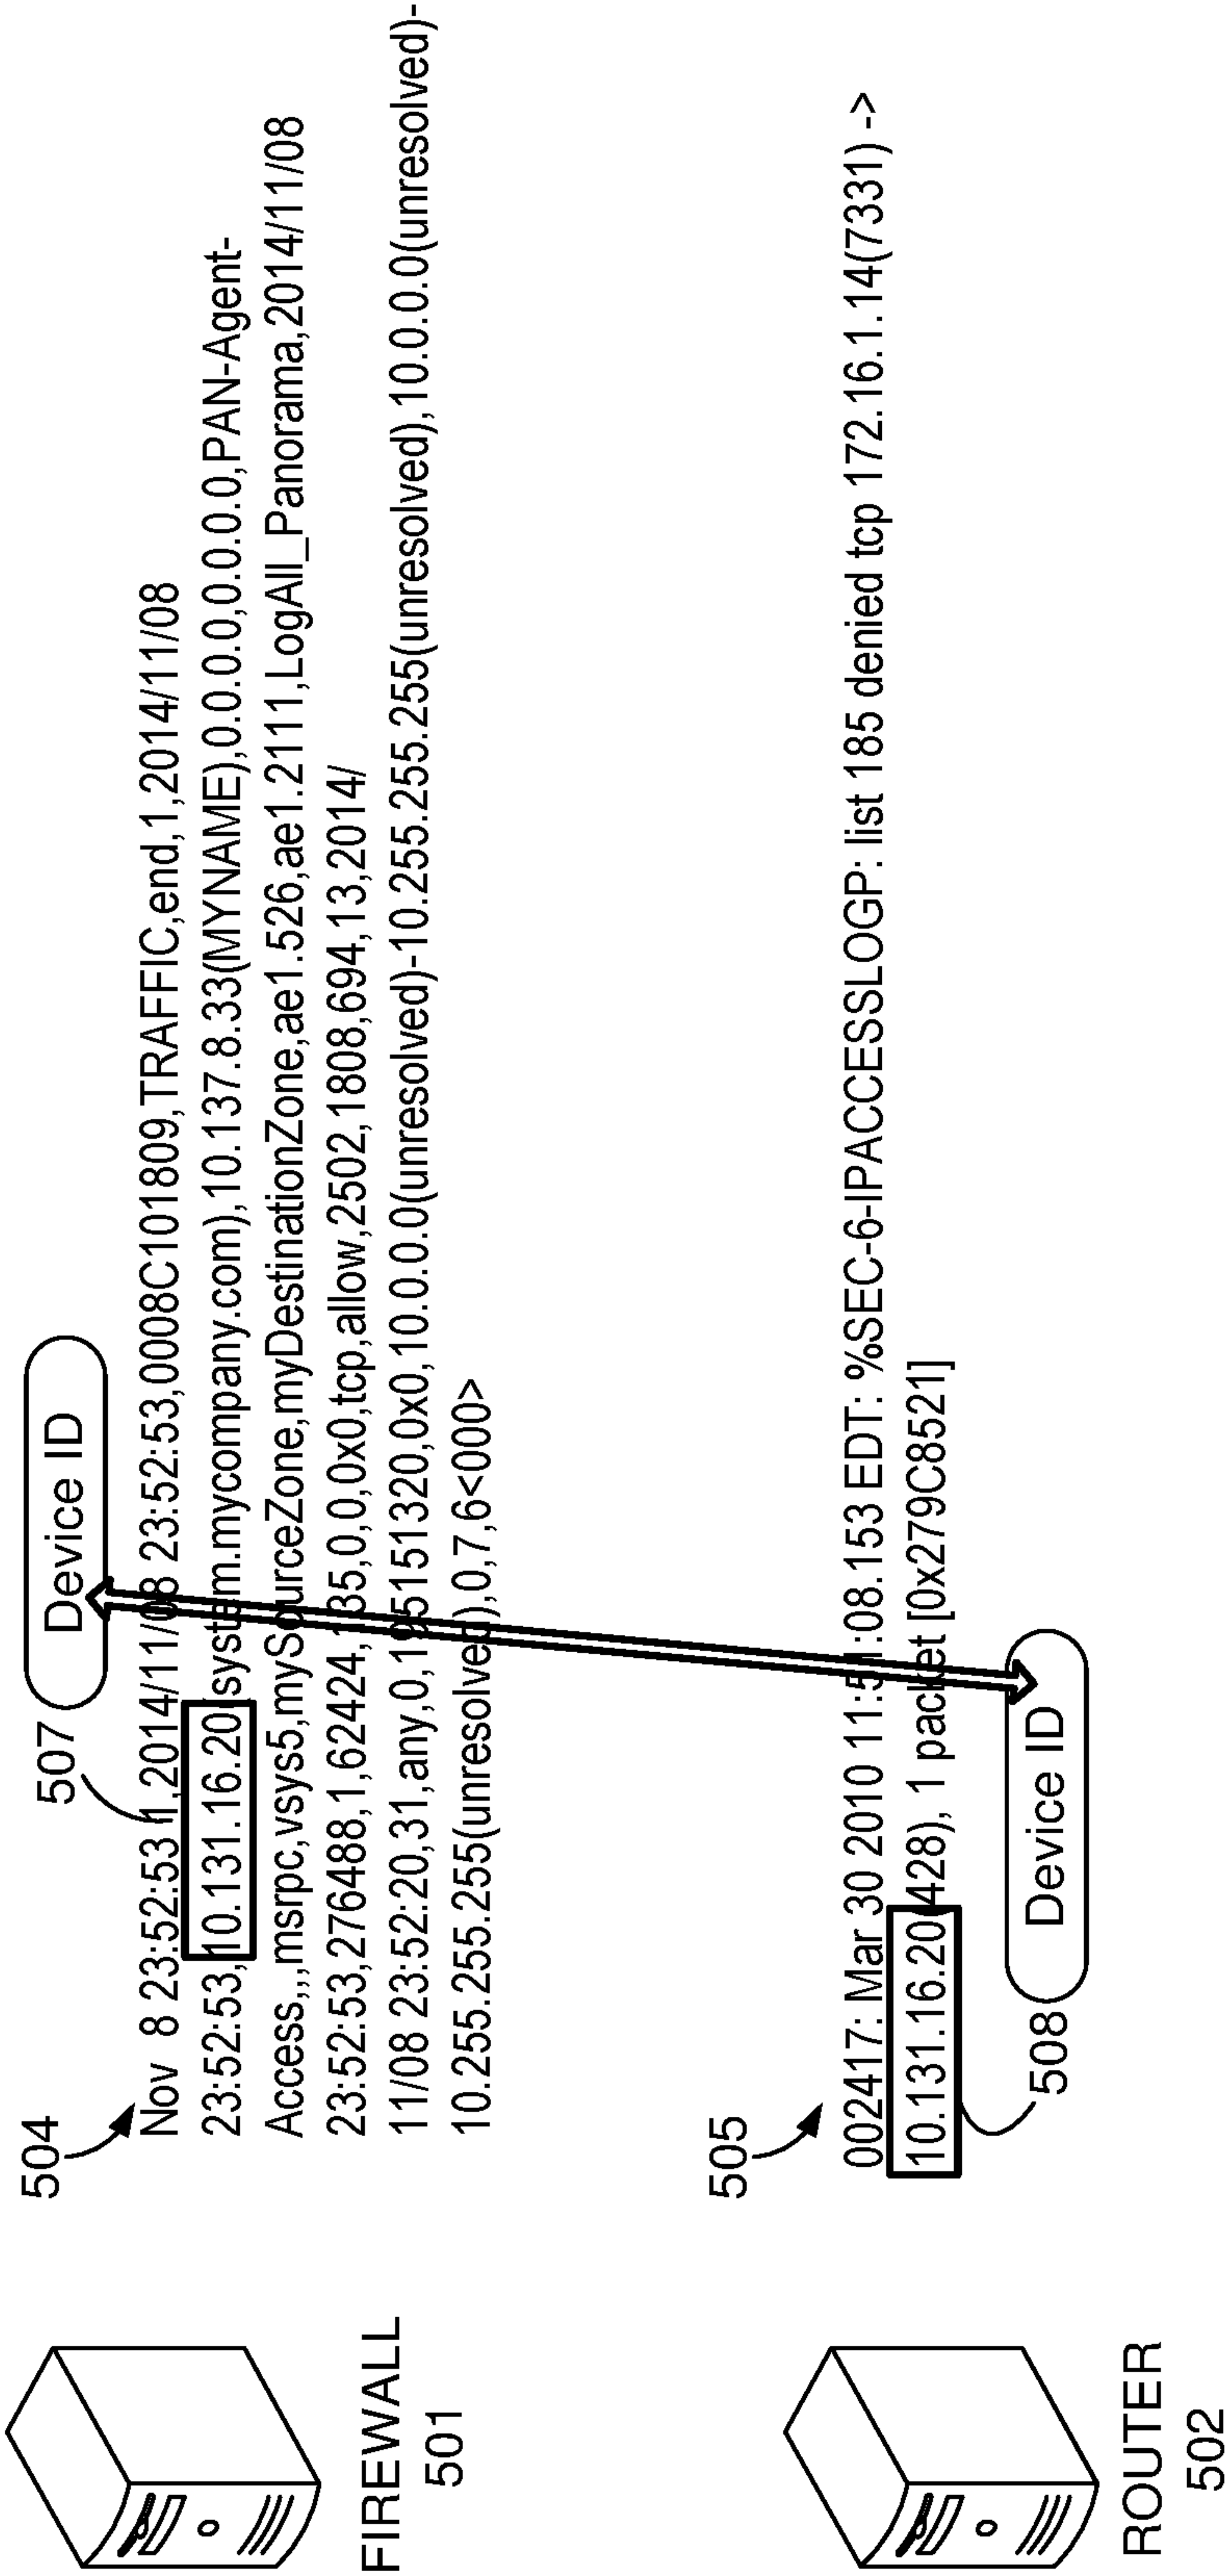 Device ID
507
504
Nov 8 23:52:53 1,2014/11/08 23:52:53,0008C101809,TRAFFIC,end,1,2014/11/08
23:52:53,10.131.16.20(system.mycompany.com),10.137.8.33(MYNAME),0.0.0.0,0.0.0.0,PAN-Agent-
Access,,,msrpc,vsys5,mySourceZone,myDestinationZone,ae1.526,ae1.2111,LogAll_Panorama,2014/11/08
23:52:53,276488,1,62424,135,0,0,0x0,tcp,allow,2502,1808,694,13,2014/
11/08 23:52:20,31,any,0,195151320,0x0,10.0.0.0(unresolved)-10.255.255.255(unresolved),10.0.0.0(unresolved)-
10.255.255.255(unresolved),0,7,6<000>
FIREWALL
501
505
002417: Mar 30 2010 11:51:08.153 EDT: %SEC-6-IPACCESSLOGP: list 185 denied tcp 172.16.1.14(7331) ->
10.131.16.20(428), 1 packet [0x279C8521]
Device ID
508
ROUTER
502